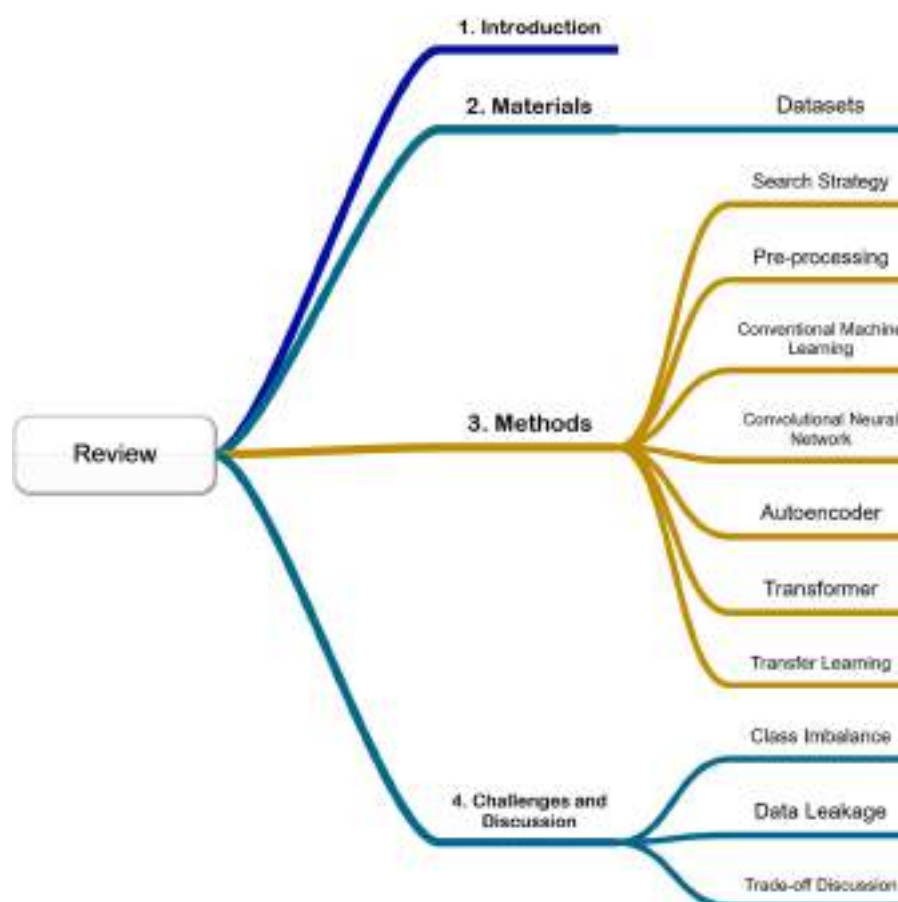 1. Introduction
2. Materials
Datasets
Search Strategy
Pre-processing
Conventional Machine
Learning
3. Methods
Convolutional Neural
Network
Review
Autoencoder
Transformer
Transfer Learning
Class Imbalance
4. Challenges and
Discussion
Data Leakage
Trade-off Discussion